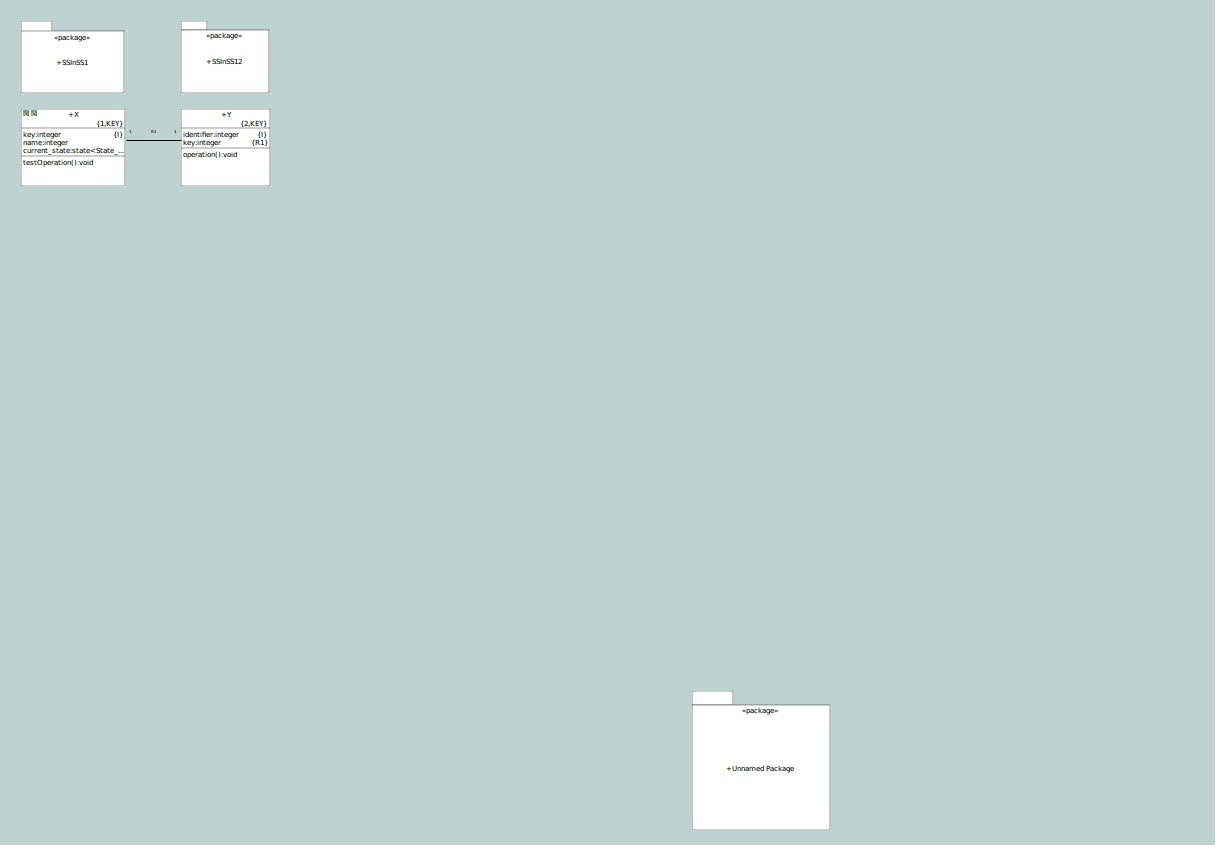 «package»
+SSInSS1
«package»
+SSInSS12
+X
{1,KEY}
key:integer {I}
name:integer
current_state:state<State_...
testOperation():void
1 R1 1
+Y
{2,KEY}
identifier:integer {I}
key:integer {R1}
operation():void
«package»
+Unnamed Package